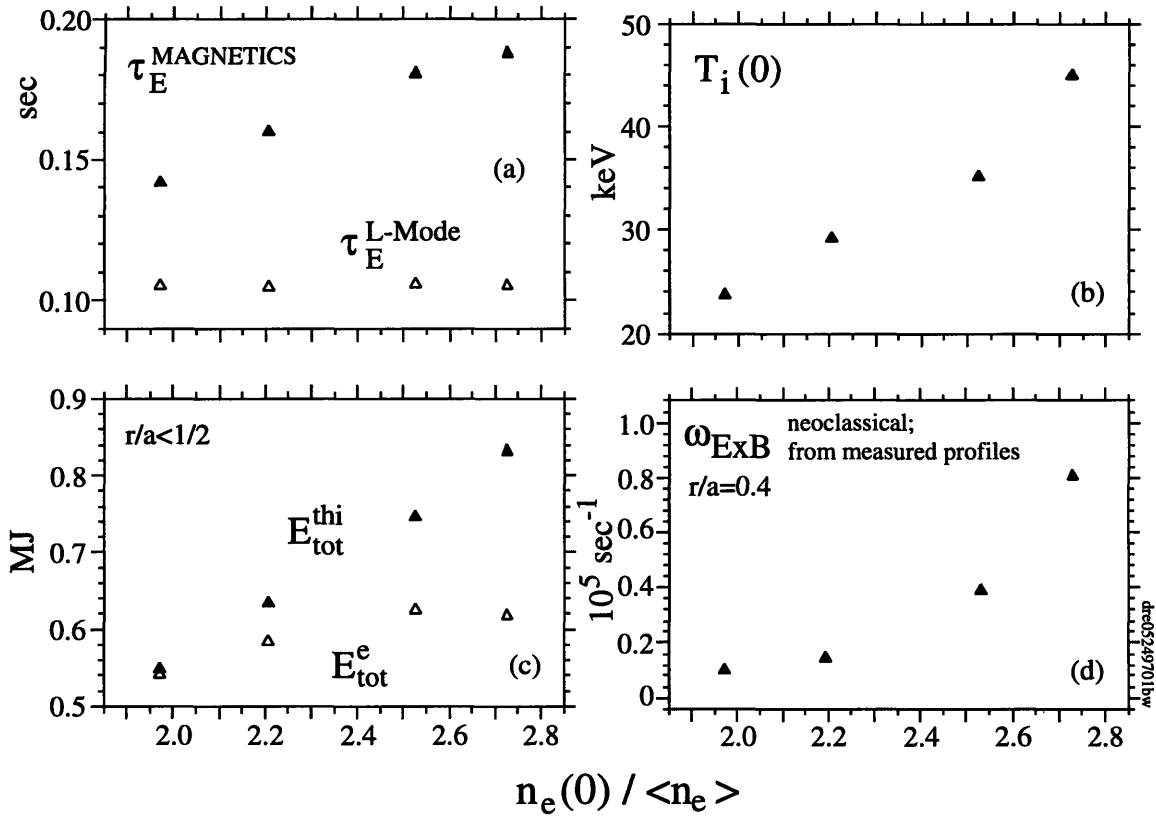 0.20
τ_E^MAGNETICS
sec
0.15
(a)
τ_E^L-Mode
0.10
50
T_i (0)
40
keV
30
(b)
20
0.9
r/a<1/2
0.8
E_tot^thi
MJ
0.7
0.6
E_tot^e
(c)
0.5
2.0 2.2 2.4 2.6 2.8
1.0
ω_ExB neoclassical;
from measured profiles
r/a=0.4
0.8
10^5 sec^-1
0.6
0.4
0.2
(d)
0
2.0 2.2 2.4 2.6 2.8
dre05249701bw
n_e (0) / <n_e>